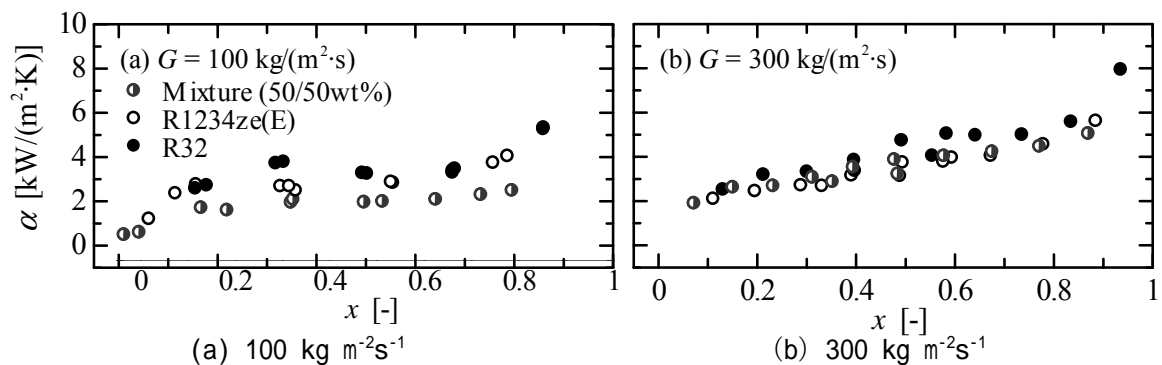 α [kW/(m²·K)]
10
8
6
4
2
0
(a) G = 100 kg/(m²·s)
Mixture (50/50wt%)
R1234ze(E)
R32
0 0.2 0.4 0.6 0.8 1
x [-]
(a) 100 kg m⁻²s⁻¹
(b) G = 300 kg/(m²·s)
0 0.2 0.4 0.6 0.8 1
x [-]
(b) 300 kg m⁻²s⁻¹